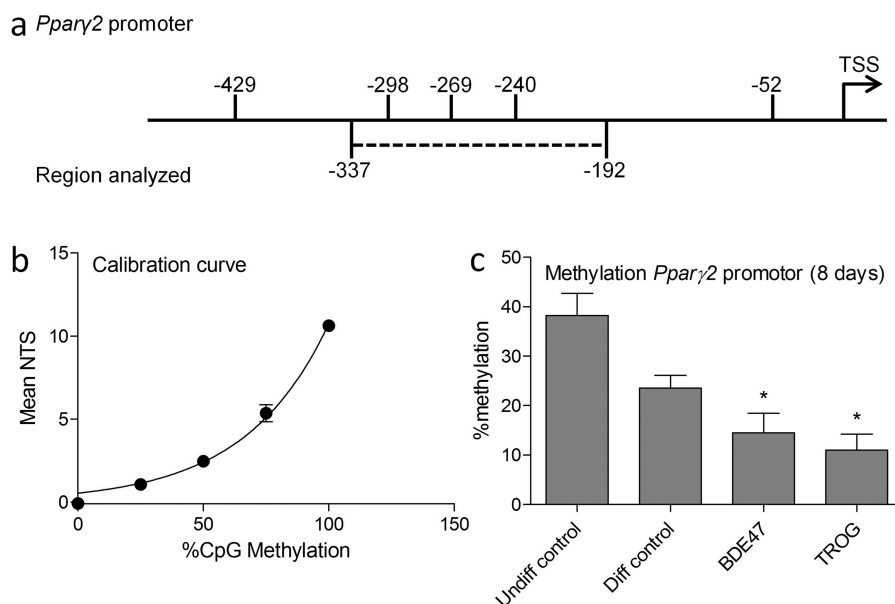 a Pparγ2 promoter
TSS
-429 -298 -269 -240 -52
-337 -192
Region analyzed
b Calibration curve
15
10
5
0
Mean NTS
0 50 100 150
%CpG Methylation
c Methylation Pparγ2 promotor (8 days)
50
40
30
20
10
0
%methylation
* *
Undiff control Diff control BDE47 TROG